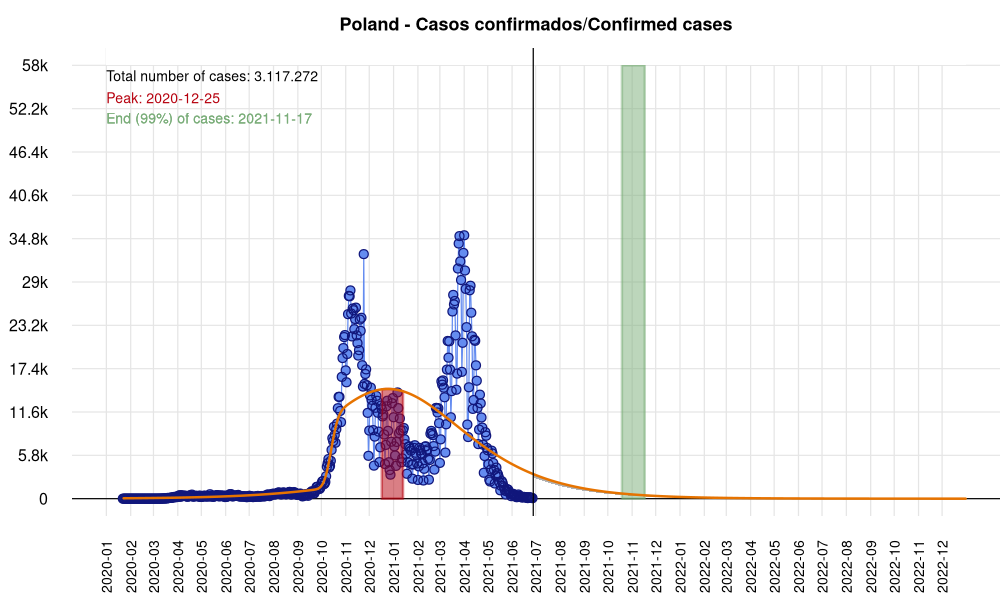 Poland - Casos confirmados/Confirmed cases
Total number of cases: 3.117.272
Peak: 2020-12-25
End (99%) of cases: 2021-11-17
58k
52.2k
46.4k
40.6k
34.8k
29k
23.2k
17.4k
11.6k
5.8k
0
2020-01
2020-02
2020-03
2020-04
2020-05
2020-06
2020-07
2020-08
2020-09
2020-10
2020-11
2020-12
2021-01
2021-02
2021-03
2021-04
2021-05
2021-06
2021-07
2021-08
2021-09
2021-10
2021-11
2021-12
2022-01
2022-02
2022-03
2022-04
2022-05
2022-06
2022-07
2022-08
2022-09
2022-10
2022-11
2022-12